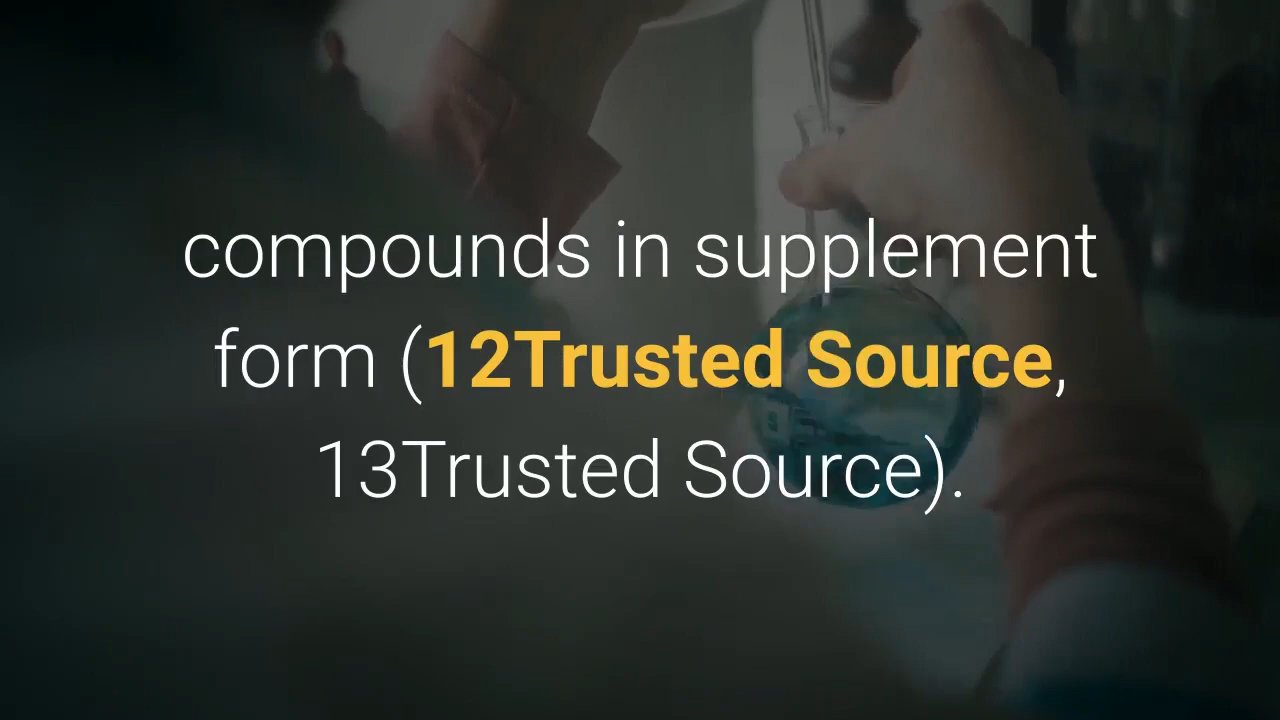 compounds in supplement
form (12Trusted Source,
13Trusted Source).